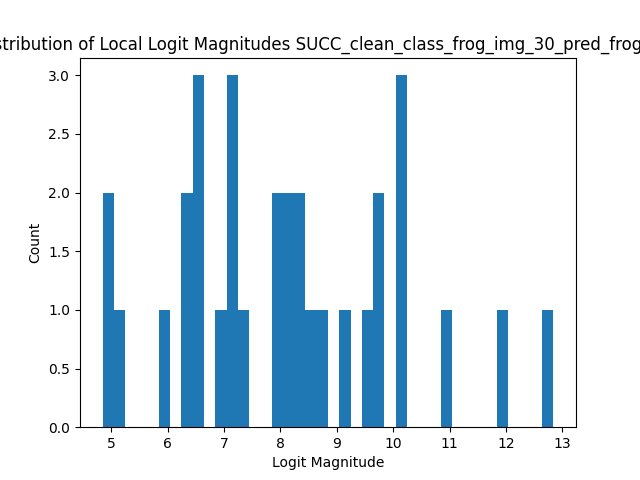 stribution of Local Logit Magnitudes SUCC_clean_class_frog_img_30_pred_frog
3.0
2.5
2.0
1.5
1.0
0.5
0.0
Count
5 6 7 8 9 10 11 12 13
Logit Magnitude